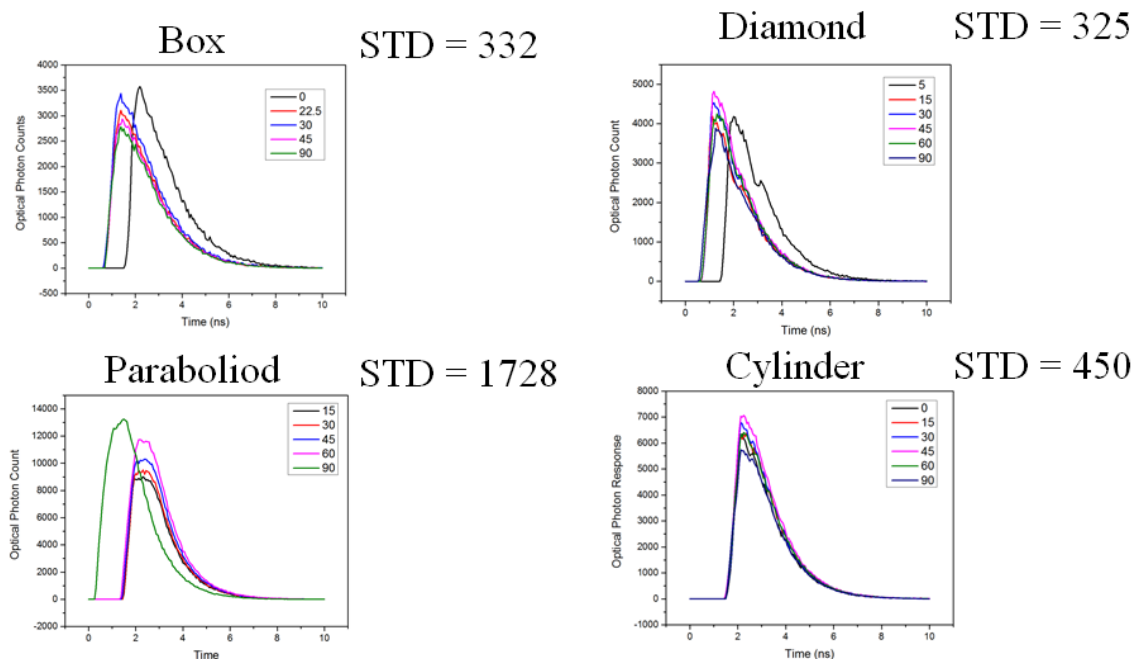 Box
STD = 332
Optical Photon Counts
4000
3500
3000
2500
2000
1500
1000
500
0
-500
0
22.5
30
45
90
0 2 4 6 8 10
Time (ns)
Diamond
STD = 325
Optical Photon Count
5000
4000
3000
2000
1000
0
5
15
30
45
60
90
0 2 4 6 8 10
Time (ns)
Paraboliod
STD = 1728
Optical Photon Count
14000
12000
10000
8000
6000
4000
2000
0
-2000
15
30
45
60
90
0 2 4 6 8 10
Time
Cylinder
STD = 450
Optical Photon Response
8000
7000
6000
5000
4000
3000
2000
1000
0
-1000
0
15
30
45
60
90
0 2 4 6 8 10
Time (ns)